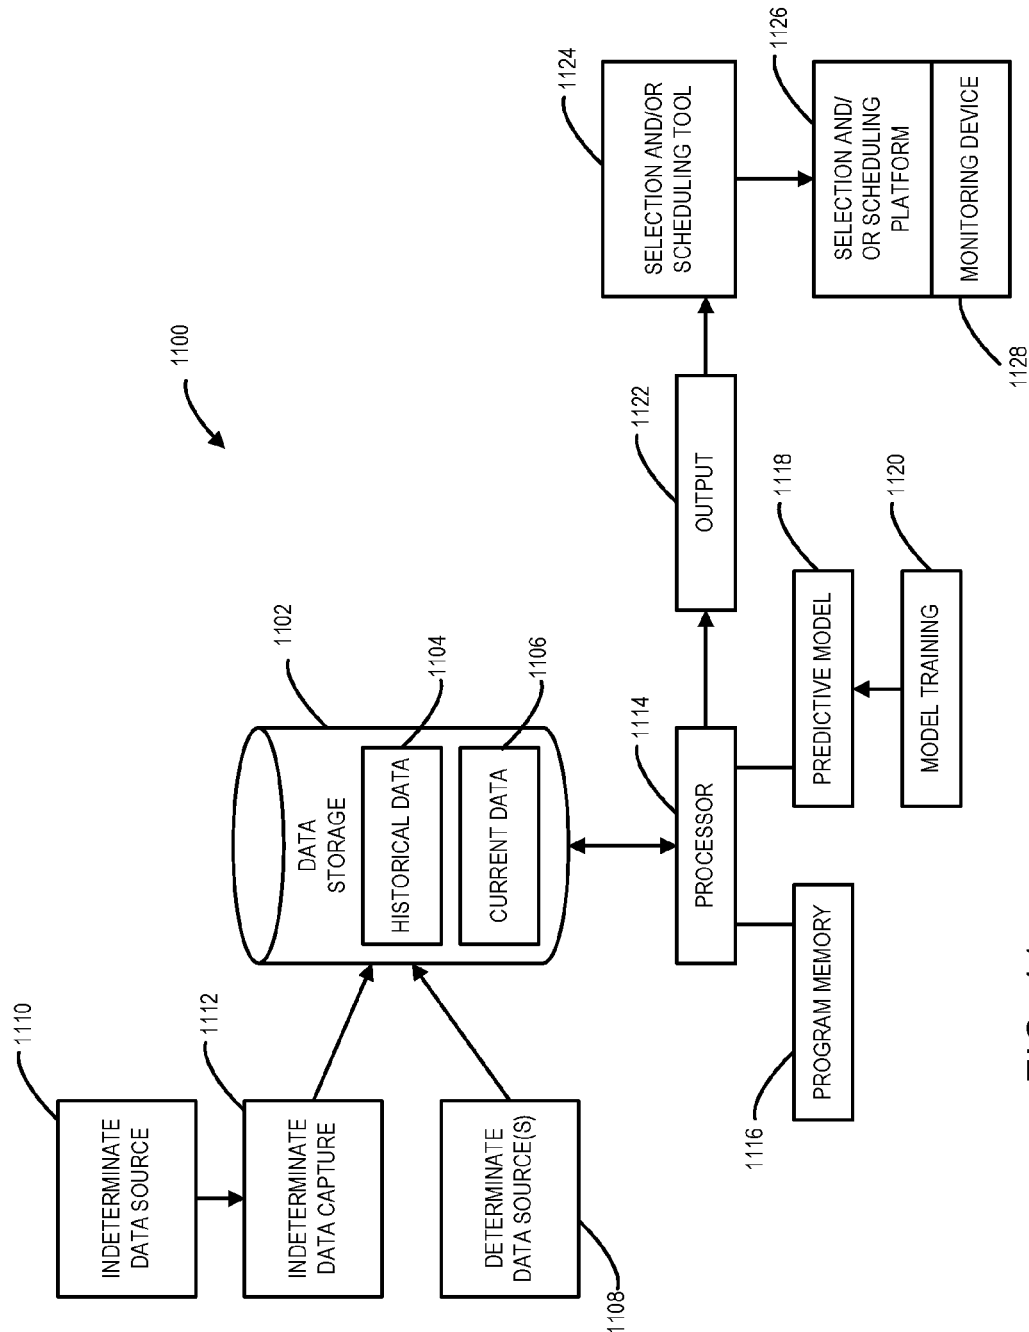 1100
1110
INDETERMINATE
DATA SOURCE
1112
INDETERMINATE
DATA CAPTURE
DETERMINATE
DATA SOURCE(S)
1108
1102
DATA
STORAGE
1104
HISTORICAL DATA
1106
CURRENT DATA
1114
PROCESSOR
1116
PROGRAM MEMORY
1118
PREDICTIVE MODEL
1120
MODEL TRAINING
1122
OUTPUT
1124
SELECTION AND/OR
SCHEDULING TOOL
1126
SELECTION AND/
OR SCHEDULING
PLATFORM
MONITORING DEVICE
1128